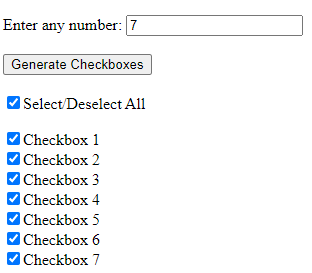 Enter any number: 7
Generate Checkboxes
Select/Deselect All
Checkbox 1
Checkbox 2
Checkbox 3
Checkbox 4
Checkbox 5
Checkbox 6
Checkbox 7